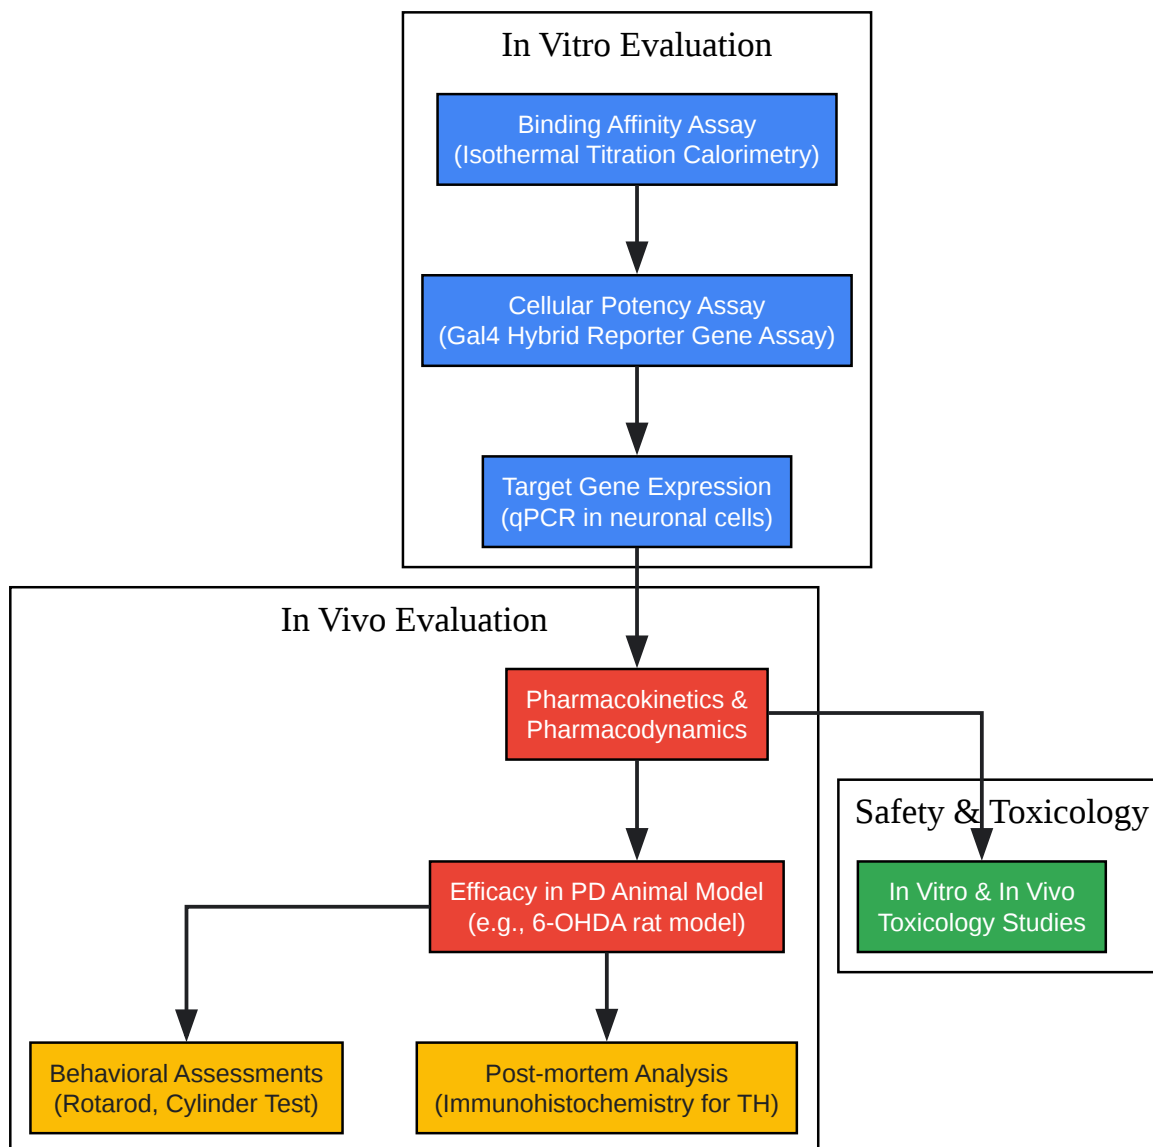 In Vitro Evaluation
Binding Affinity Assay
(Isothermal Titration Calorimetry)
Cellular Potency Assay
(Gal4 Hybrid Reporter Gene Assay)
Target Gene Expression
(qPCR in neuronal cells)
In Vivo Evaluation
Pharmacokinetics &
Pharmacodynamics
Safety & Toxicology
Efficacy in PD Animal Model
(e.g., 6-OHDA rat model)
In Vitro & In Vivo
Toxicology Studies
Behavioral Assessments
(Rotarod, Cylinder Test)
Post-mortem Analysis
(Immunohistochemistry for TH)